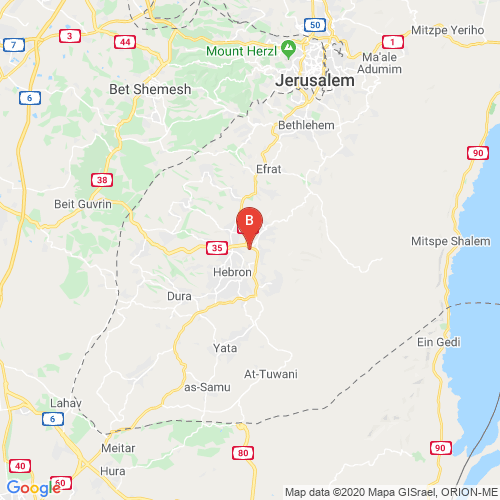 50
Mitzpe Yeriho
3
44
7
Mount Herzl
1
Ma'ale
Adumim
Jerusalem
Bet Shemesh
6
Bethlehem
90
Efrat
38
Beit Guvrin
B
35
Mitspe Shalem
Hebron
Dura
Ein Gedi
Yata
At-Tuwani
as-Samu
Lahav
6
Meitar
90
80
40
Hura
60
Google
Map data ©2020 Mapa GISrael, ORION.ME